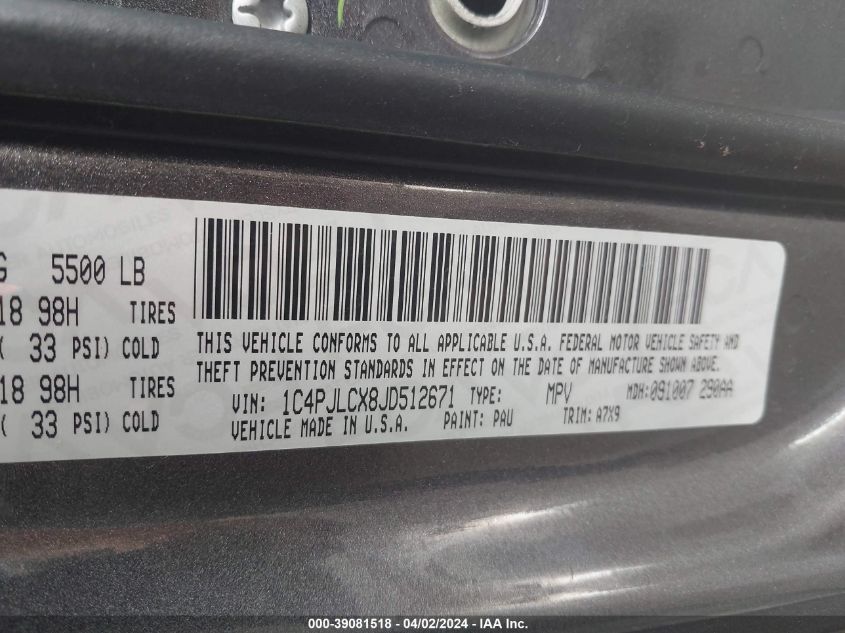 G 5500 LB
18 98H TIRES
( 33 PSI) COLD
18 98H TIRES
( 33 PSI) COLD
THIS VEHICLE CONFORMS TO ALL APPLICABLE U.S.A. FEDERAL MOTOR VEHICLE SAFETY AND
THEFT PREVENTION STANDARDS IN EFFECT ON THE DATE OF MANUFACTURE SHOWN ABOVE.
VIN: 1C4PJLCX8JD512671 TYPE: MPV MDH:091007 290AA
VEHICLE MADE IN U.S.A. PAINT: PAU TRIM: A7X9
000-39081518 - 04/02/2024 - IAA Inc.